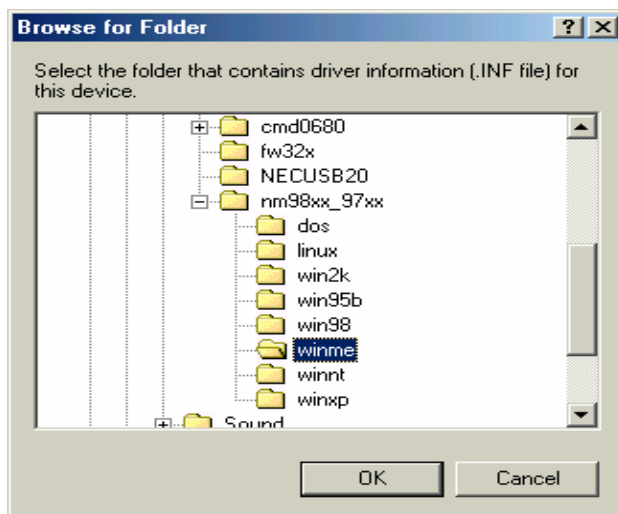 Browse for Folder
Select the folder that contains driver information (.INF file) for
this device.
cmd0680
fw32x
NECUSB20
nm98xx_97xx
dos
linux
win2k
win95b
win98
winme
winnt
winxp
Sound
OK Cancel